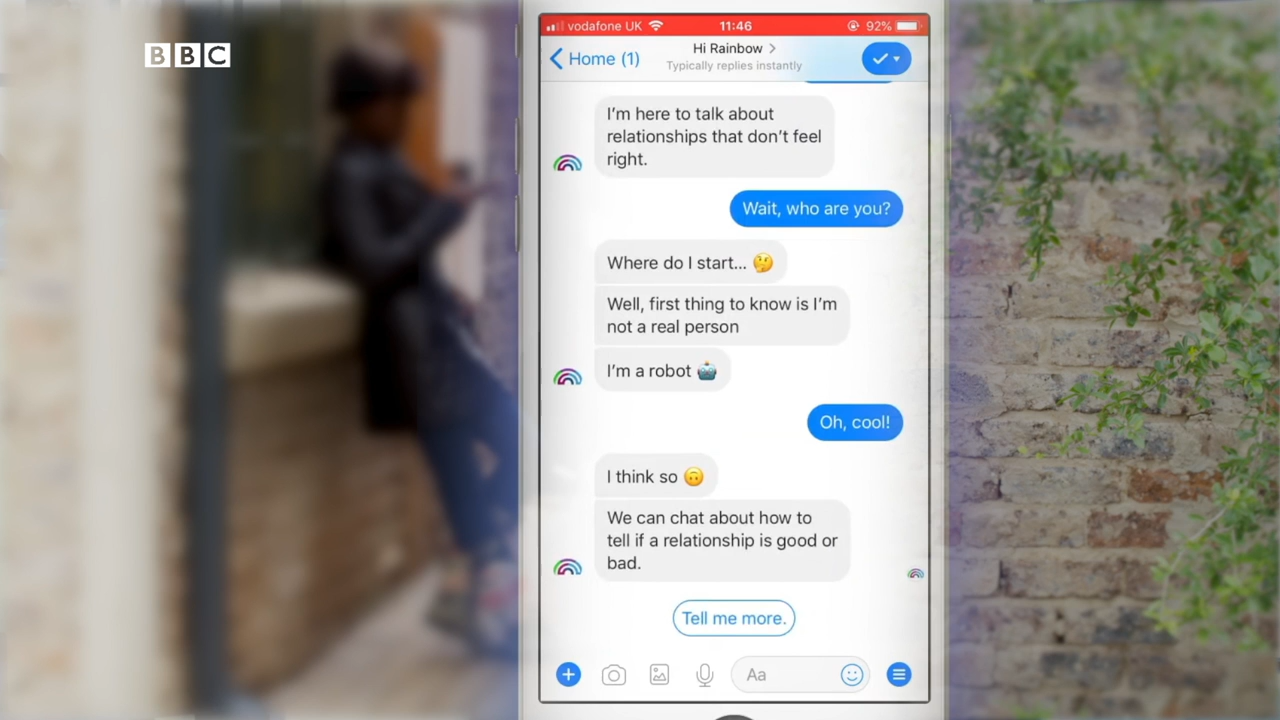 BBC
vodafone UK 11:46 92%
Home (1) Hi Rainbow
Typically replies instantly
I'm here to talk about
relationships that don't feel
right.
Wait, who are you?
Where do I start... 🤔
Well, first thing to know is I'm
not a real person
I'm a robot 🤖
Oh, cool!
I think so 🙃
We can chat about how to
tell if a relationship is good or
bad.
Tell me more.
Aa